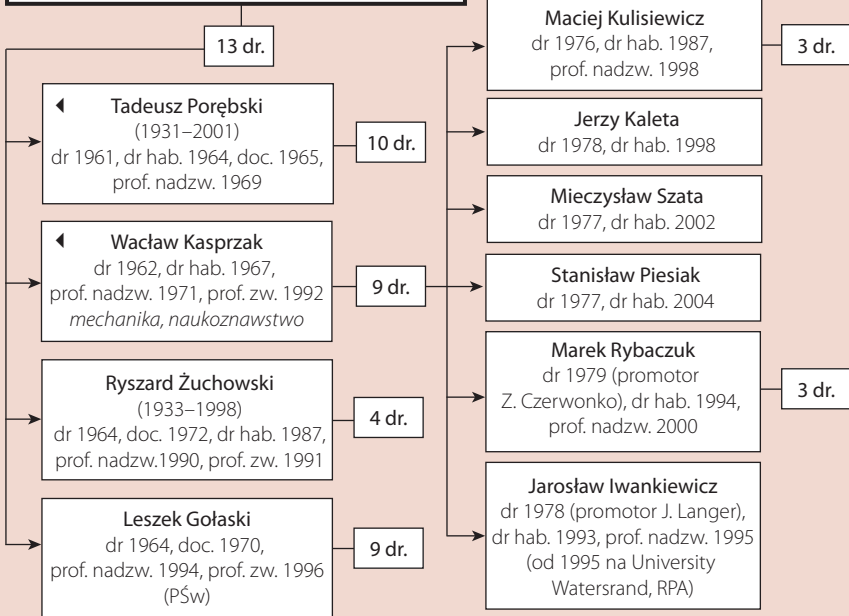 13 dr.
Tadeusz Porębski
(1931–2001)
dr 1961, dr hab. 1964, doc. 1965,
prof. nadzw. 1969
10 dr.
Wacław Kasprzak
dr 1962, dr hab. 1967,
prof. nadzw. 1971, prof. zw. 1992
mechanika, naukoznawstwo
9 dr.
Ryszard Żuchowski
(1933–1998)
dr 1964, doc. 1972, dr hab. 1987,
prof. nadzw.1990, prof. zw. 1991
4 dr.
Leszek Gołaski
dr 1964, doc. 1970,
prof. nadzw. 1994, prof. zw. 1996
(PŚw)
9 dr.
Maciej Kulisiewicz
dr 1976, dr hab. 1987,
prof. nadzw. 1998
3 dr.
Jerzy Kaleta
dr 1978, dr hab. 1998
Mieczysław Szata
dr 1977, dr hab. 2002
Stanisław Piesiak
dr 1977, dr hab. 2004
Marek Rybaczuk
dr 1979 (promotor
Z. Czerwonko), dr hab. 1994,
prof. nadzw. 2000
3 dr.
Jarosław Iwankiewicz
dr 1978 (promotor J. Langer),
dr hab. 1993, prof. nadzw. 1995
(od 1995 na University
Watersrand, RPA)